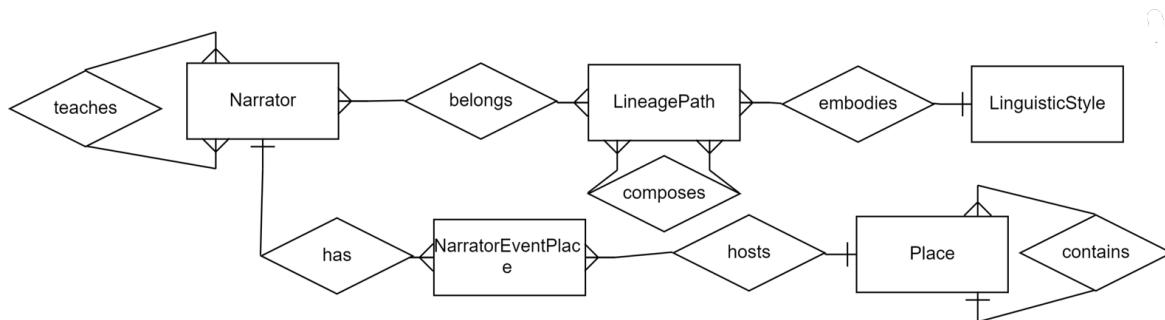 teaches
Narrator
belongs
LineagePath
embodies
LinguisticStyle
composes
has
NarratorEventPlac
e
hosts
Place
contains